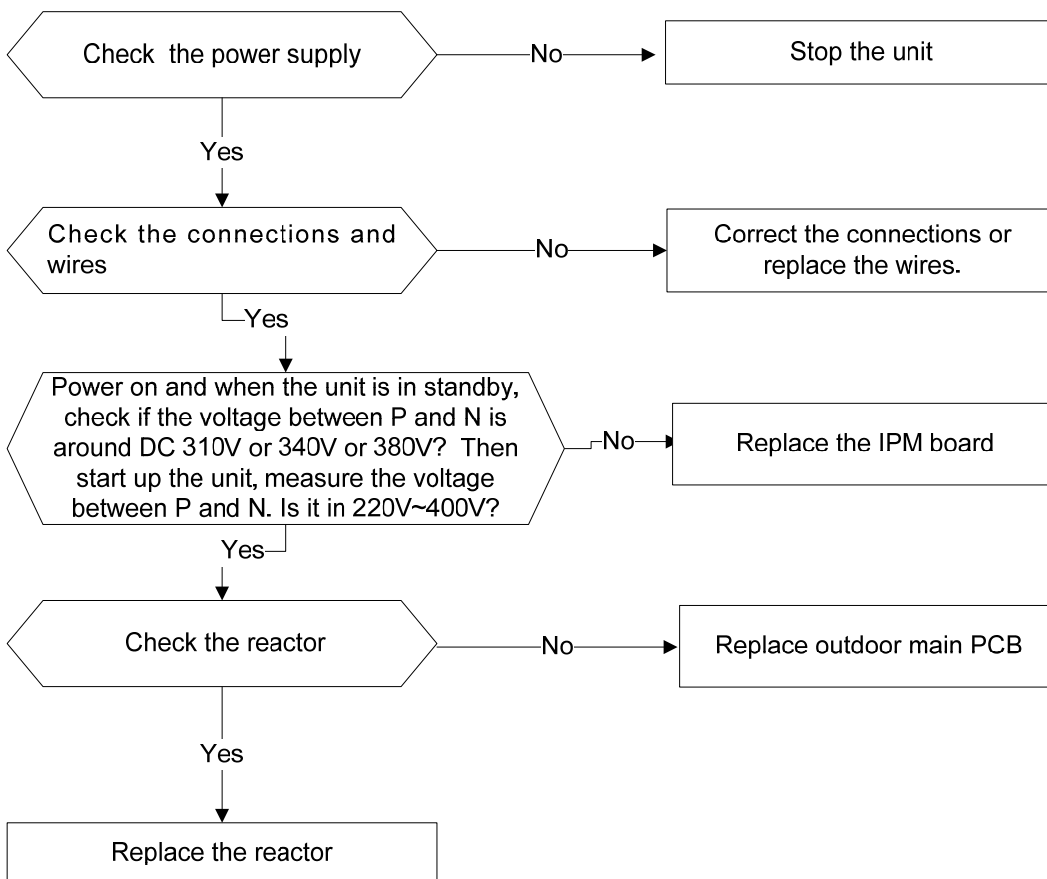 Check the power supply
No
Stop the unit
Yes
Check the connections and
wires
No
Correct the connections or
replace the wires.
Yes
Power on and when the unit is in standby,
check if the voltage between P and N is
around DC 310V or 340V or 380V? Then
start up the unit, measure the voltage
between P and N. Is it in 220V~400V?
No
Replace the IPM board
Yes
Check the reactor
No
Replace outdoor main PCB
Yes
Replace the reactor